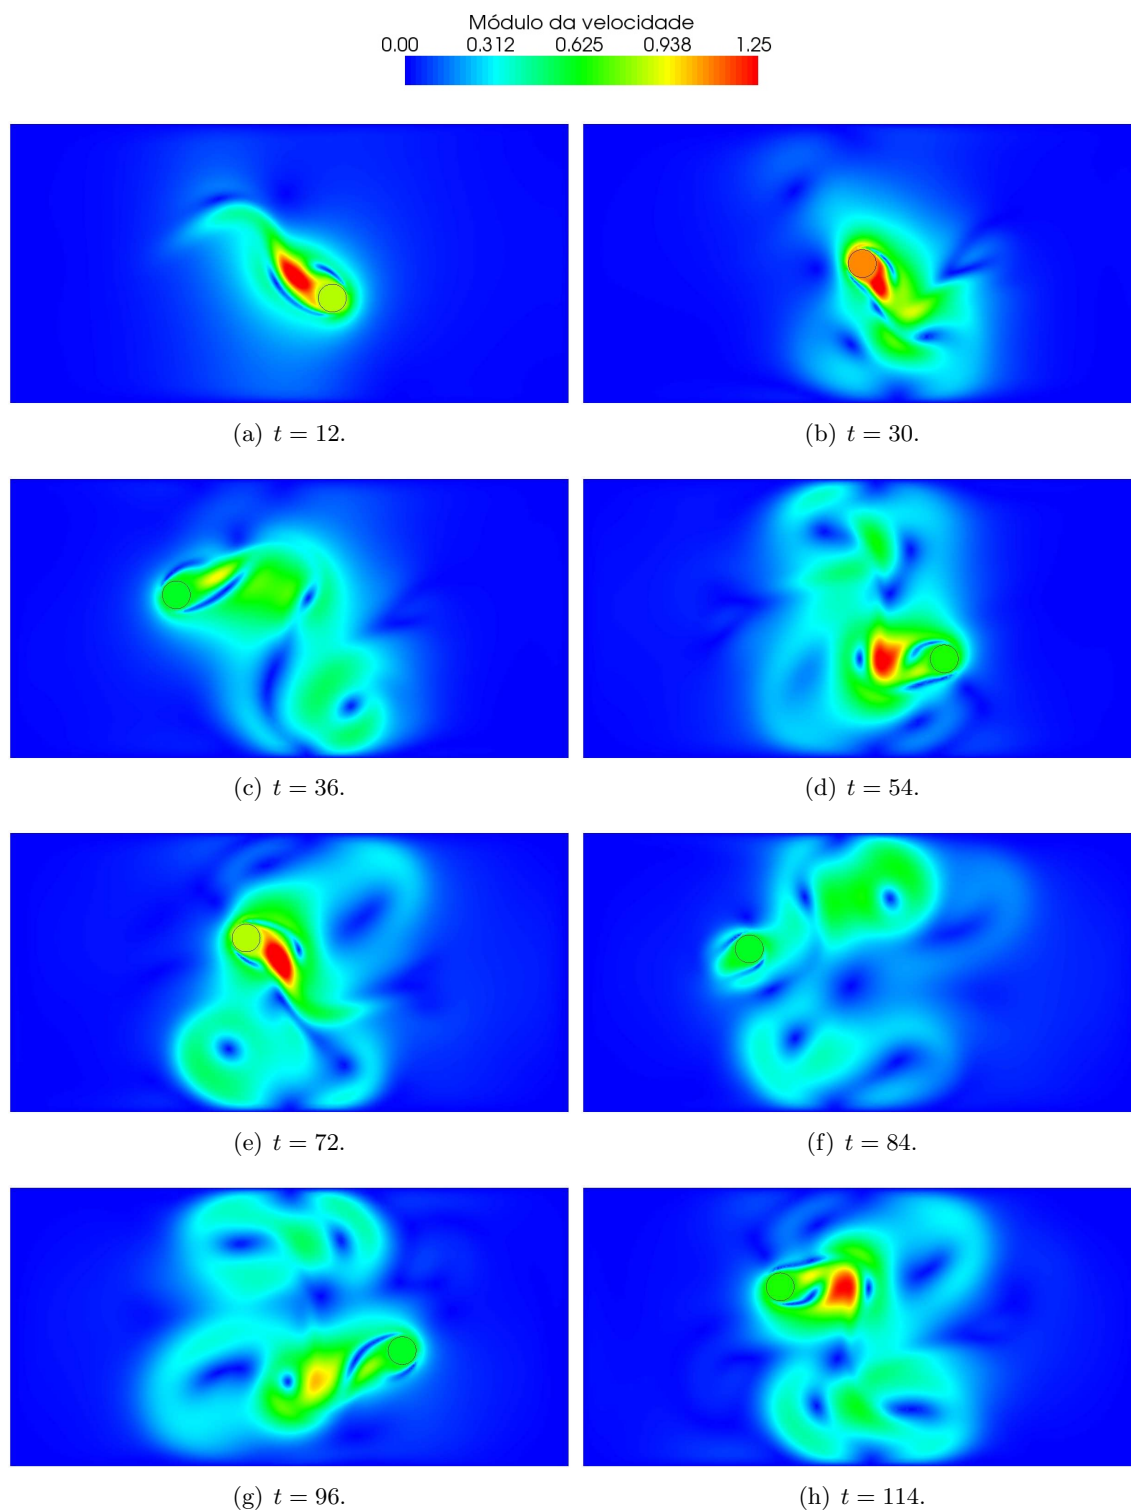 Módulo da velocidade
0.00 0.312 0.625 0.938 1.25
(a) t = 12. (b) t = 30.
(c) t = 36. (d) t = 54.
(e) t = 72. (f) t = 84.
(g) t = 96. (h) t = 114.